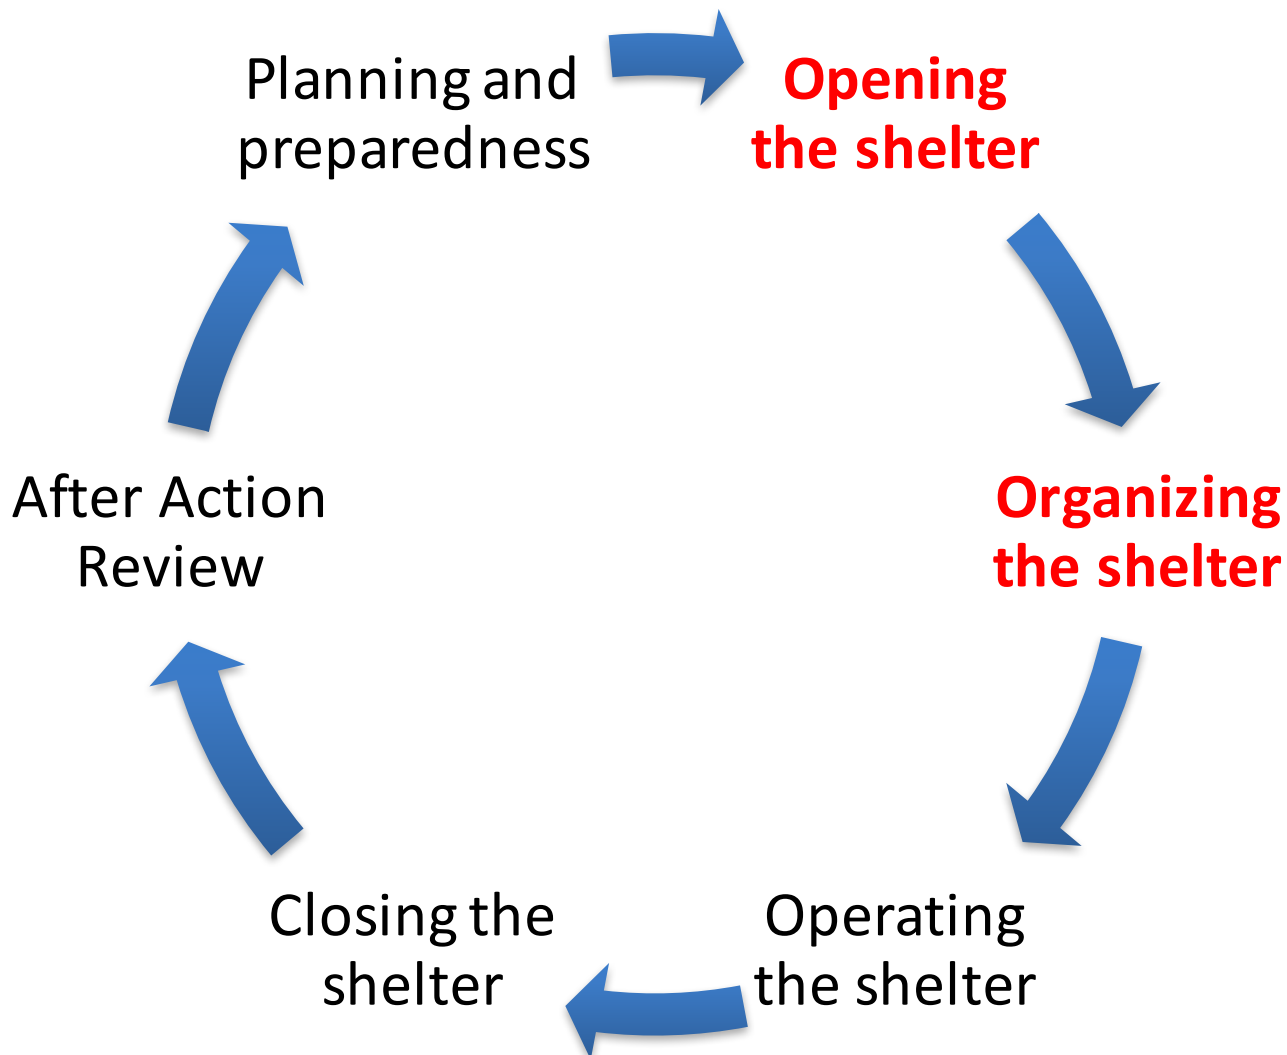 Planning and
preparedness
Opening
the shelter
Organizing
the shelter
Operating
the shelter
Closing the
shelter
After Action
Review